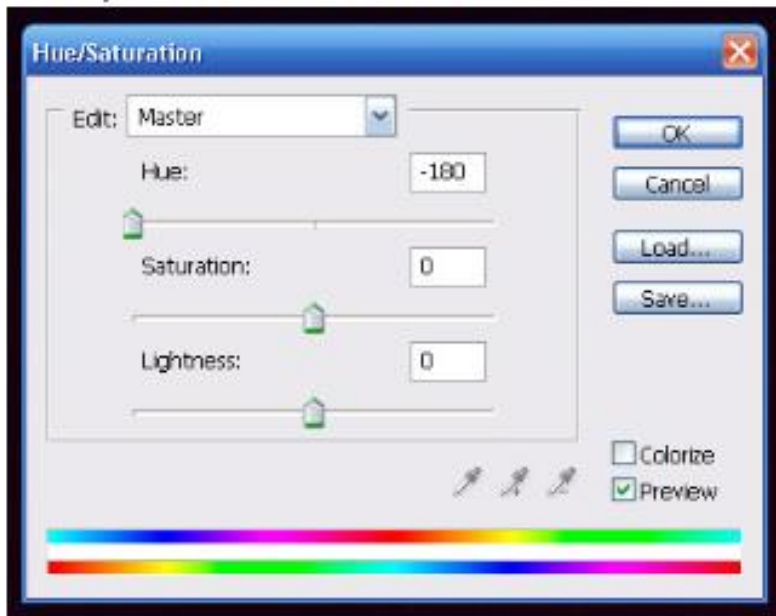 Hue/Saturation
Edit: Master
OK
Hue: -180
Cancel
Saturation: 0
Load...
Save...
Lightness: 0
Colorize
Preview